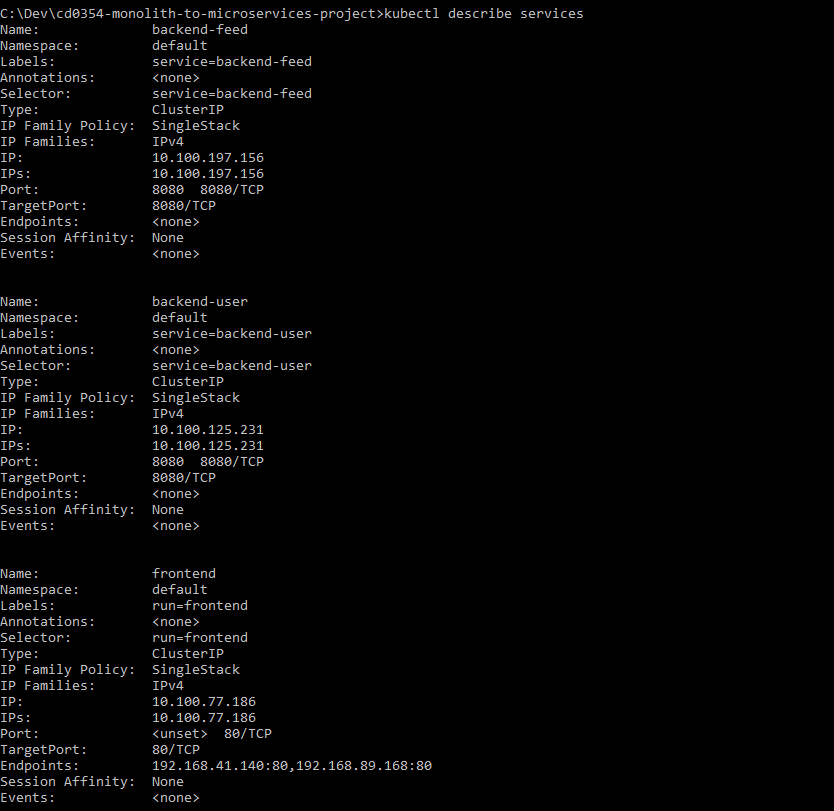 C:\Dev\cd0354-monolith-to-microservices-project>kubectl describe services
Name:              backend-feed
Namespace:         default
Labels:            service=backend-feed
Annotations:       <none>
Selector:          service=backend-feed
Type:              ClusterIP
IP Family Policy:  SingleStack
IP Families:       IPv4
IP:                10.100.197.156
IPs:               10.100.197.156
Port:              8080  8080/TCP
TargetPort:        8080/TCP
Endpoints:         <none>
Session Affinity:  None
Events:            <none>
Name:              backend-user
Namespace:         default
Labels:            service=backend-user
Annotations:       <none>
Selector:          service=backend-user
Type:              ClusterIP
IP Family Policy:  SingleStack
IP Families:       IPv4
IP:                10.100.125.231
IPs:               10.100.125.231
Port:              8080  8080/TCP
TargetPort:        8080/TCP
Endpoints:         <none>
Session Affinity:  None
Events:            <none>
Name:              frontend
Namespace:         default
Labels:            run=frontend
Annotations:       <none>
Selector:          run=frontend
Type:              ClusterIP
IP Family Policy:  SingleStack
IP Families:       IPv4
IP:                10.100.77.186
IPs:               10.100.77.186
Port:              <unset>  80/TCP
TargetPort:        80/TCP
Endpoints:         192.168.41.140:80,192.168.89.168:80
Session Affinity:  None
Events:            <none>